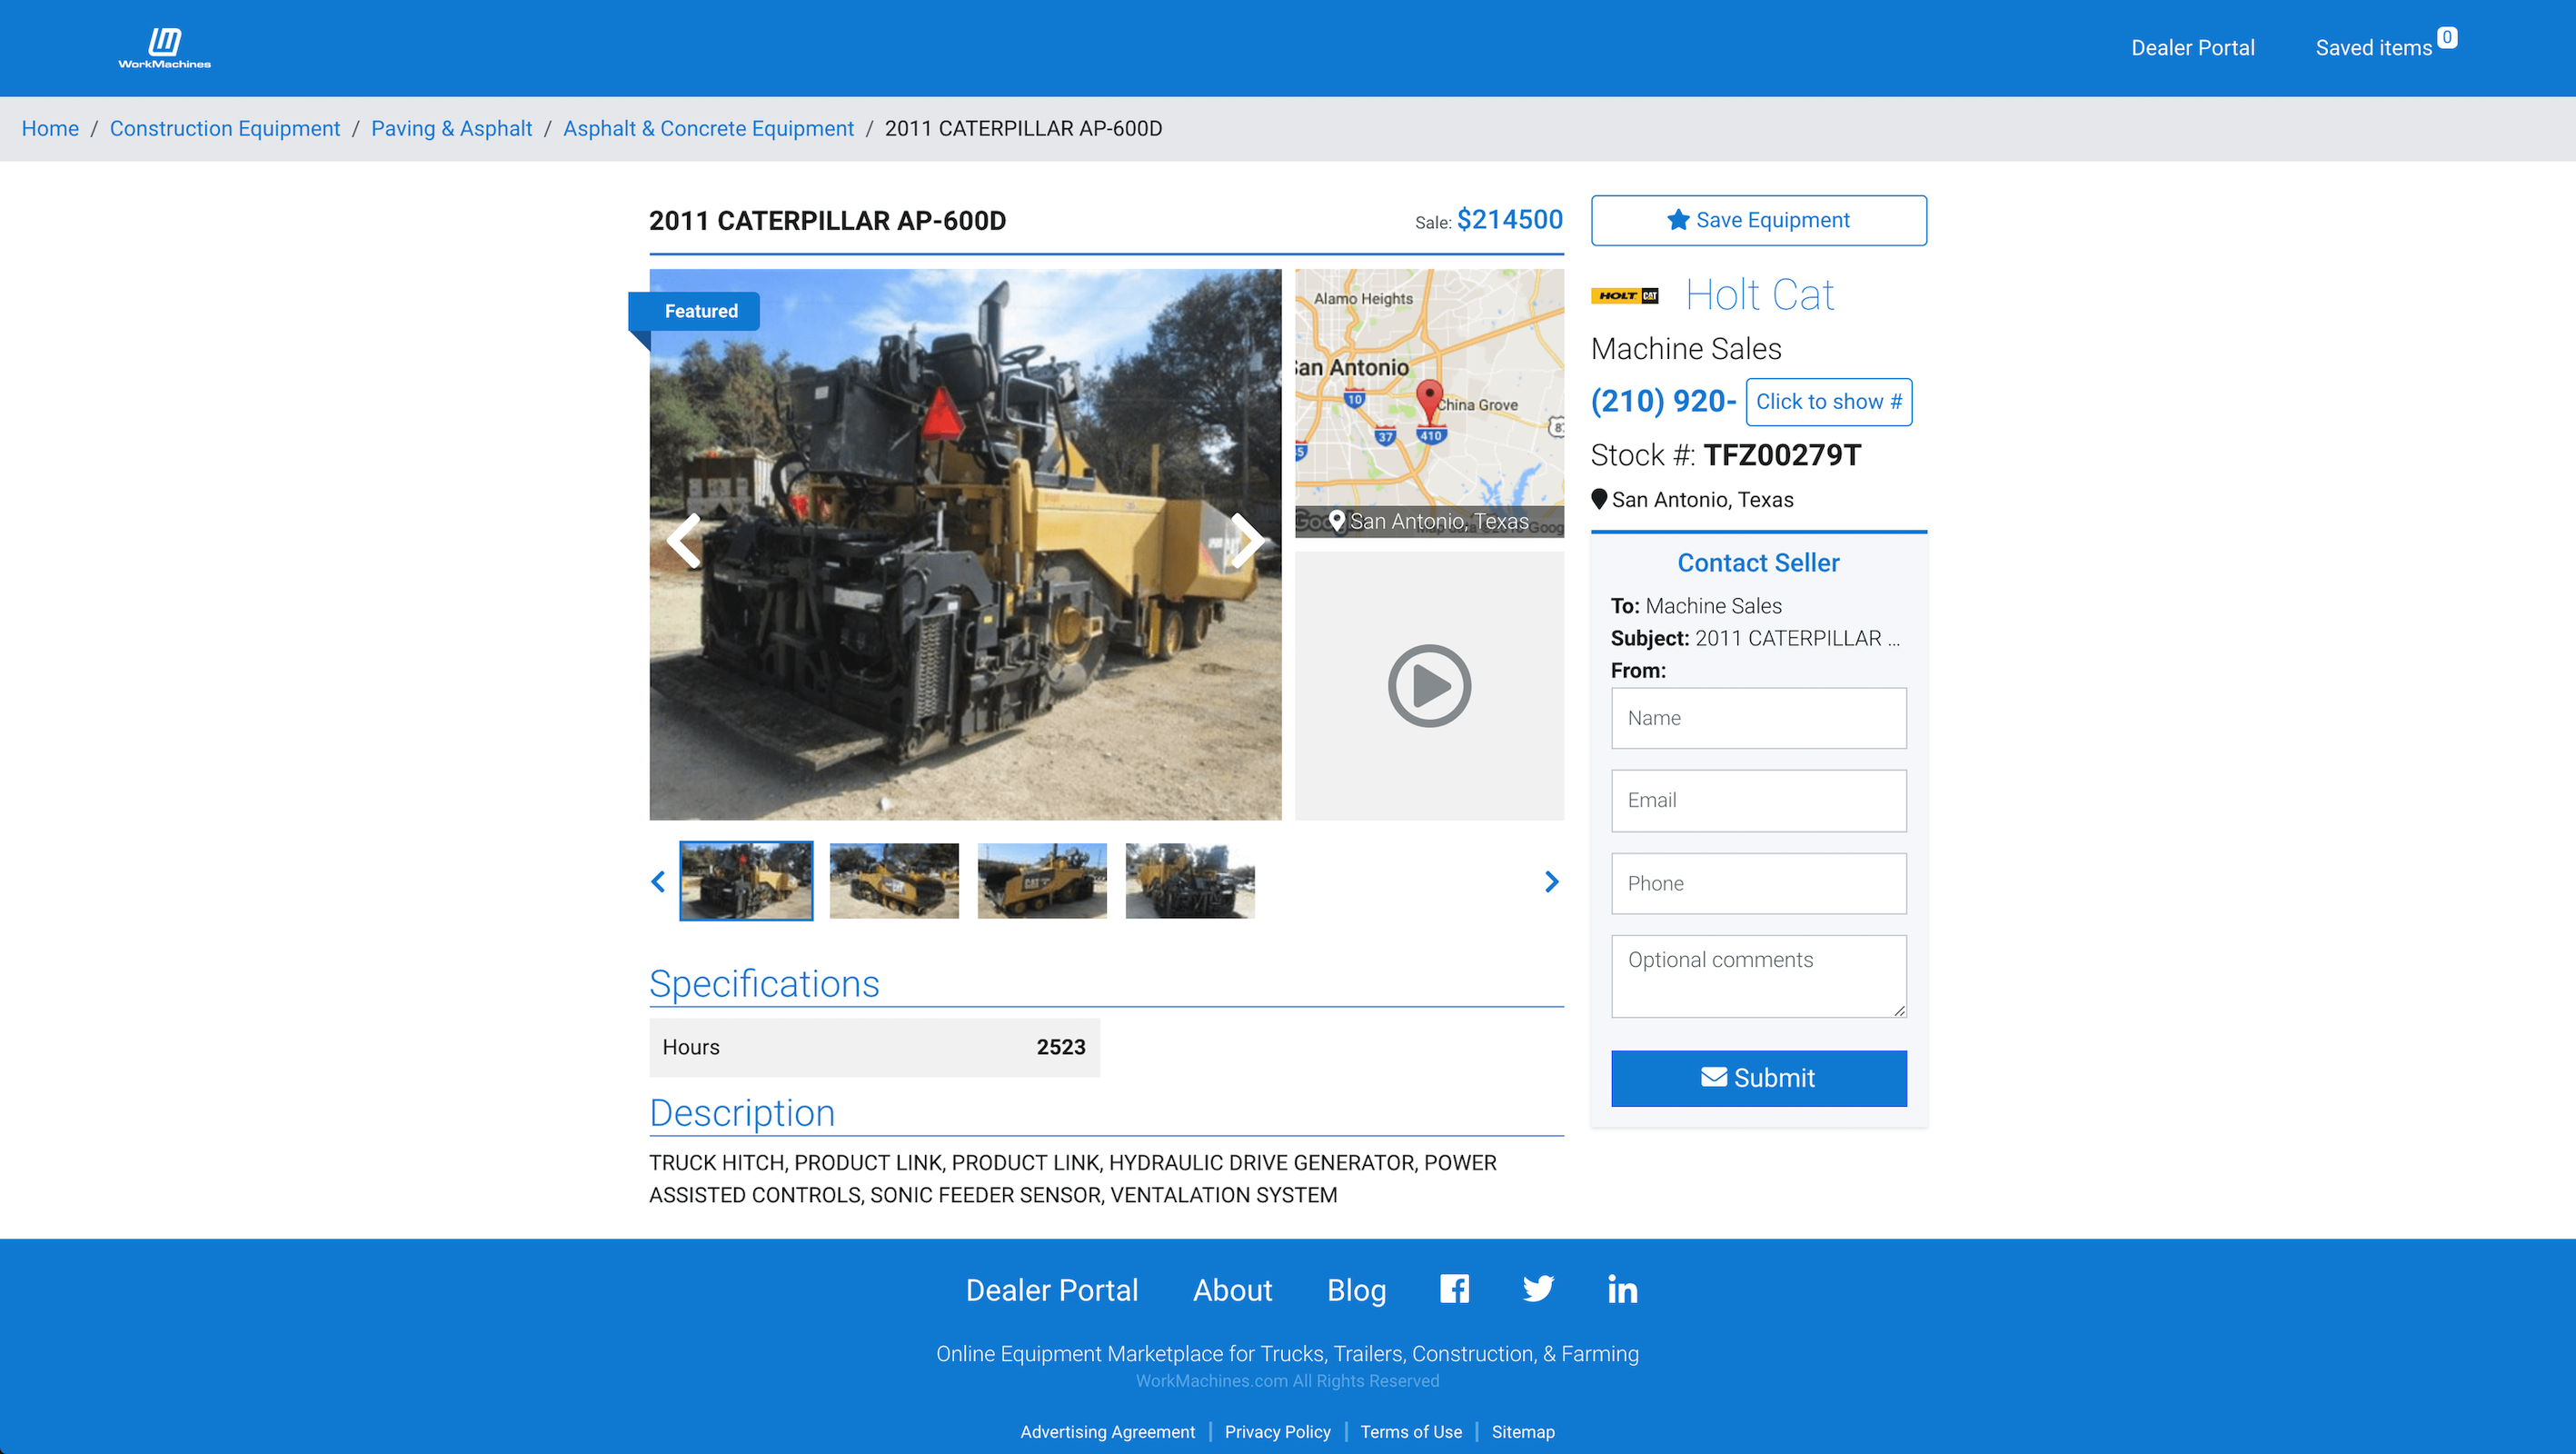 WorkMachines
Dealer Portal
Saved items 0
Home / Construction Equipment / Paving & Asphalt / Asphalt & Concrete Equipment / 2011 CATERPILLAR AP-600D
2011 CATERPILLAR AP-600D
Sale: $214500
Featured
Alamo Heights
San Antonio
10
China Grove
87
37
410
San Antonio, Texas
CAT
Save Equipment
HOLT CAT
Holt Cat
Machine Sales
(210) 920- Click to show #
Stock #: TFZ00279T
San Antonio, Texas
Contact Seller
To: Machine Sales
Subject: 2011 CATERPILLAR ...
From:
Name
Email
Phone
Optional comments
Submit
Specifications
Hours 2523
Description
TRUCK HITCH, PRODUCT LINK, PRODUCT LINK, HYDRAULIC DRIVE GENERATOR, POWER
ASSISTED CONTROLS, SONIC FEEDER SENSOR, VENTALATION SYSTEM
Dealer Portal About Blog
Online Equipment Marketplace for Trucks, Trailers, Construction, & Farming
WorkMachines.com All Rights Reserved
Advertising Agreement | Privacy Policy | Terms of Use | Sitemap